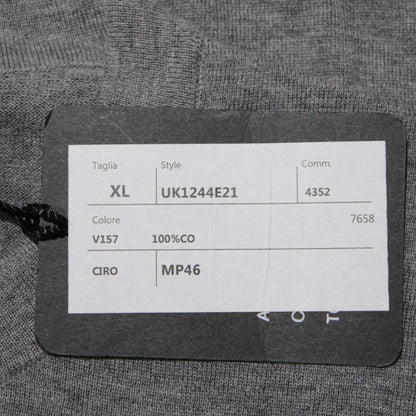 Taglia Style Comm.
XL UK1244E21 4352
Colore 7658
V157 100%CO
CIRO MP46